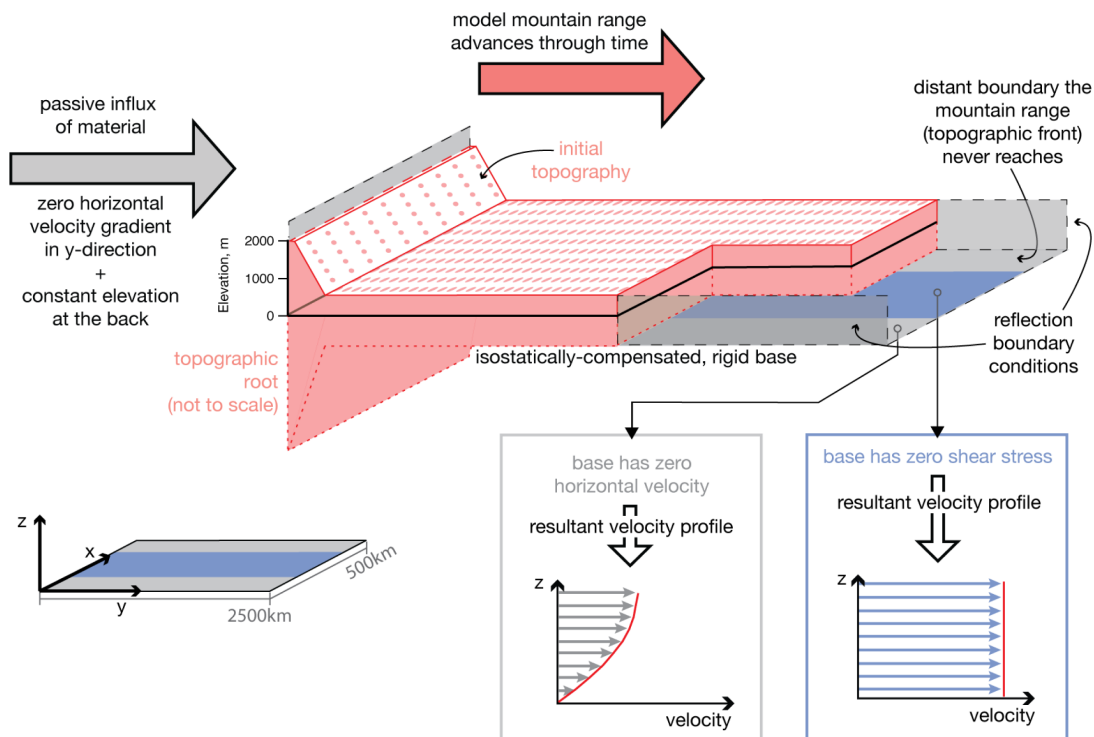 model mountain range
advances through time
passive influx
of material
zero horizontal
velocity gradient
in y-direction
+
constant elevation
at the back
initial
topography
distant boundary the
mountain range
(topographic front)
never reaches
Elevation, m
2000
1000
0
topographic
root
(not to scale)
isostatically-compensated, rigid base
reflection
boundary
conditions
base has zero
horizontal velocity
resultant velocity profile
z
velocity
base has zero shear stress
resultant velocity profile
z
velocity
z
x
y
500km
2500km